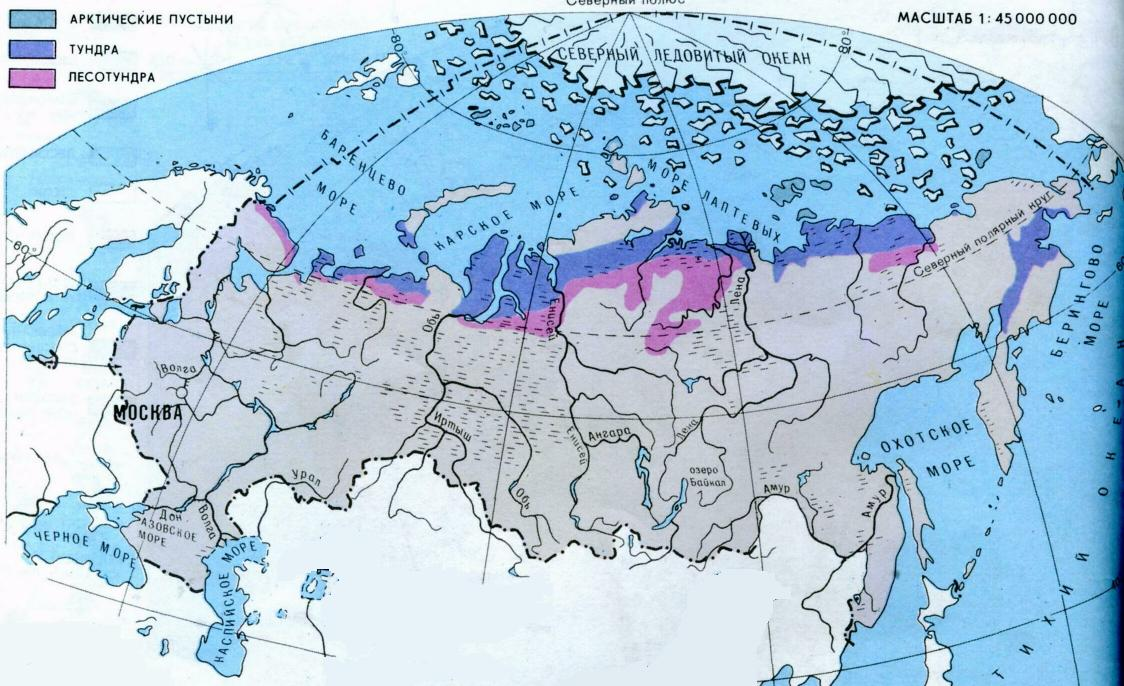 Северный полюс
АРКТИЧЕСКИЕ ПУСТЫНИ
ТУНДРА
ЛЕСОТУНДРА
МАСШТАБ 1: 45 000 000
80°
80°
СЕВЕРНЫЙ ЛЕДОВИТЫЙ ОКЕАН
БАРЕНЦЕВО
МОРЕ
КАРСКОЕ МОРЕ
МОРЕ ЛАПТЕВЫХ
Северный полярный круг
60°
БЕРИНГОВО
МОРЕ
Обь
Енисей
Лена
Волга
МОСКВА
Иртыш
Енисей
Ангара
Лена
ОХОТСКОЕ
МОРЕ
Урал
Обь
озеро
Байкал
Амур
Амур
Дон
Волга
АЗОВСКОЕ
МОРЕ
ЧЕРНОЕ МОРЕ
КАСПИЙСКОЕ МОРЕ
ТИХИЙ ОКЕАН